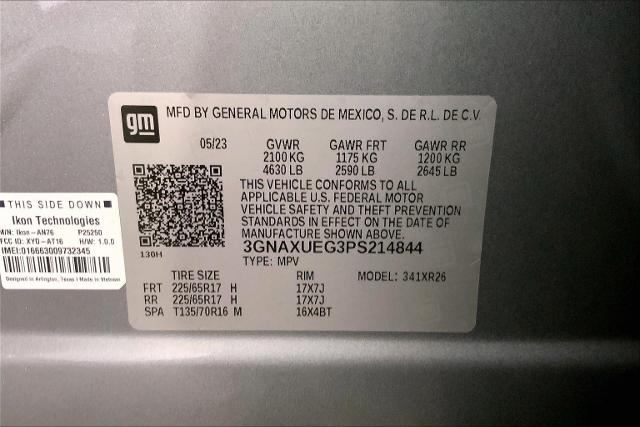 gm
MFD BY GENERAL MOTORS DE MEXICO, S. DE R.L. DE C.V.
05/23 GVWR GAWR FRT GAWR RR
2100 KG 1175 KG 1200 KG
4630 LB 2590 LB 2645 LB
THIS VEHICLE CONFORMS TO ALL
APPLICABLE U.S. FEDERAL MOTOR
VEHICLE SAFETY AND THEFT PREVENTION
STANDARDS IN EFFECT ON THE DATE OF
MANUFACTURE SHOWN ABOVE.
3GNAXUEG3PS214844
130H
TYPE: MPV
TIRE SIZE RIM MODEL: 341XR26
FRT 225/65R17 H 17X7J
RR 225/65R17 H 17X7J
SPA T135/70R16 M 16X4BT
THIS SIDE DOWN
Ikon Technologies
M/N: Ikon-AN76 P25250
FCC ID: XYO-AT16 H/W: 1.0.0
IMEI:016663009732345
Designed in Arlington, Texas | Made in Vietnam